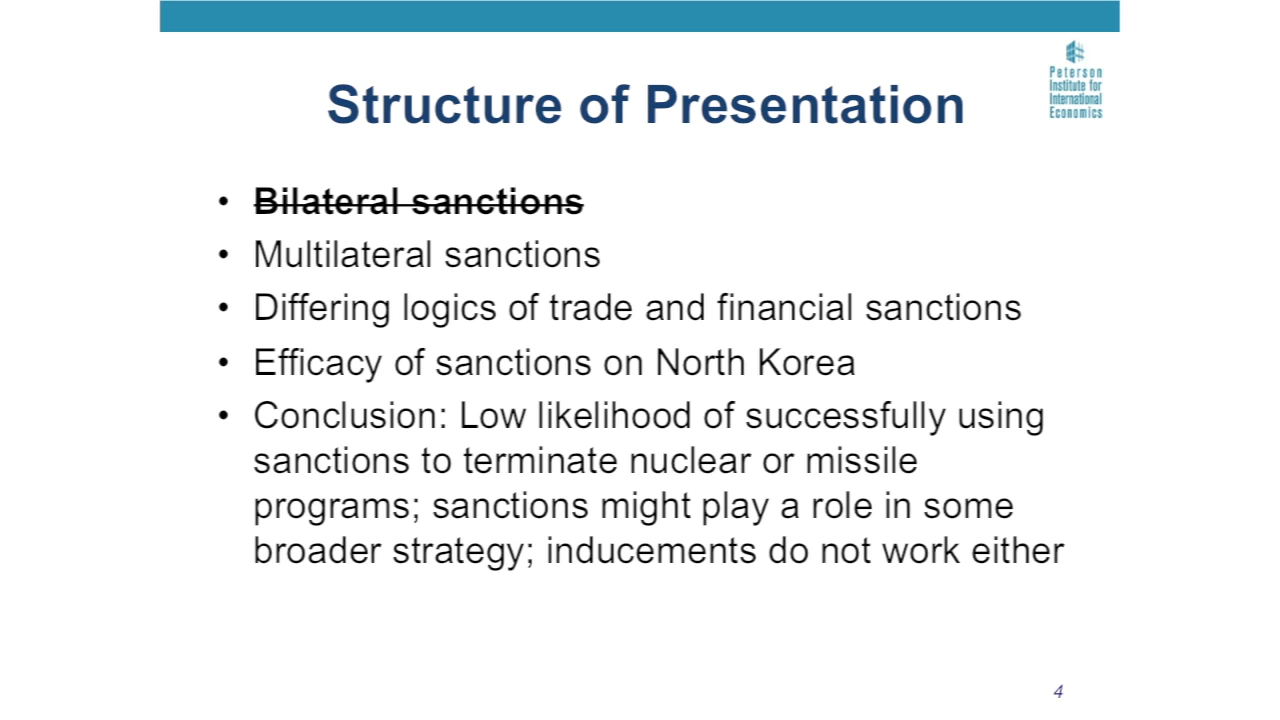 Peterson
Institute for
International
Economics
Structure of Presentation
• Bilateral sanctions
• Multilateral sanctions
• Differing logics of trade and financial sanctions
• Efficacy of sanctions on North Korea
• Conclusion: Low likelihood of successfully using
sanctions to terminate nuclear or missile
programs; sanctions might play a role in some
broader strategy; inducements do not work either
4